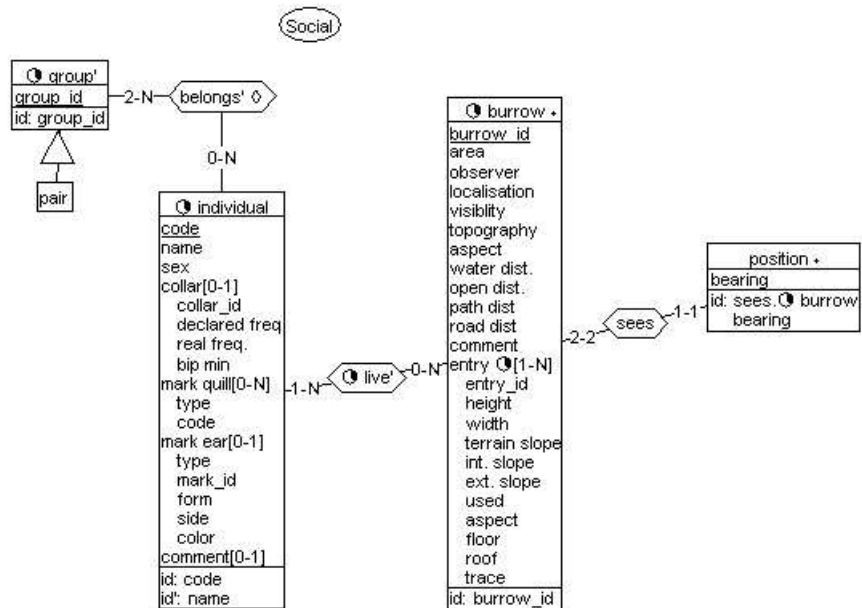 Social
group'
group_id
id: group_id
2-N
belongs'
0-N
pair
individual
code
name
sex
collar[0-1]
collar_id
declared freq
real freq.
bip min
mark quill[0-N]
type
code
mark ear[0-1]
type
mark_id
form
side
color
comment[0-1]
id: code
id': name
1-N
live'
0-N
burrow
burrow_id
area
observer
localisation
visiblity
topography
aspect
water dist.
open dist.
path dist
road dist
comment
entry [1-N]
entry_id
height
width
terrain slope
int. slope
ext. slope
used
aspect
floor
roof
trace
id: burrow_id
2-2
sees
1-1
position
bearing
id: sees. burrow
bearing